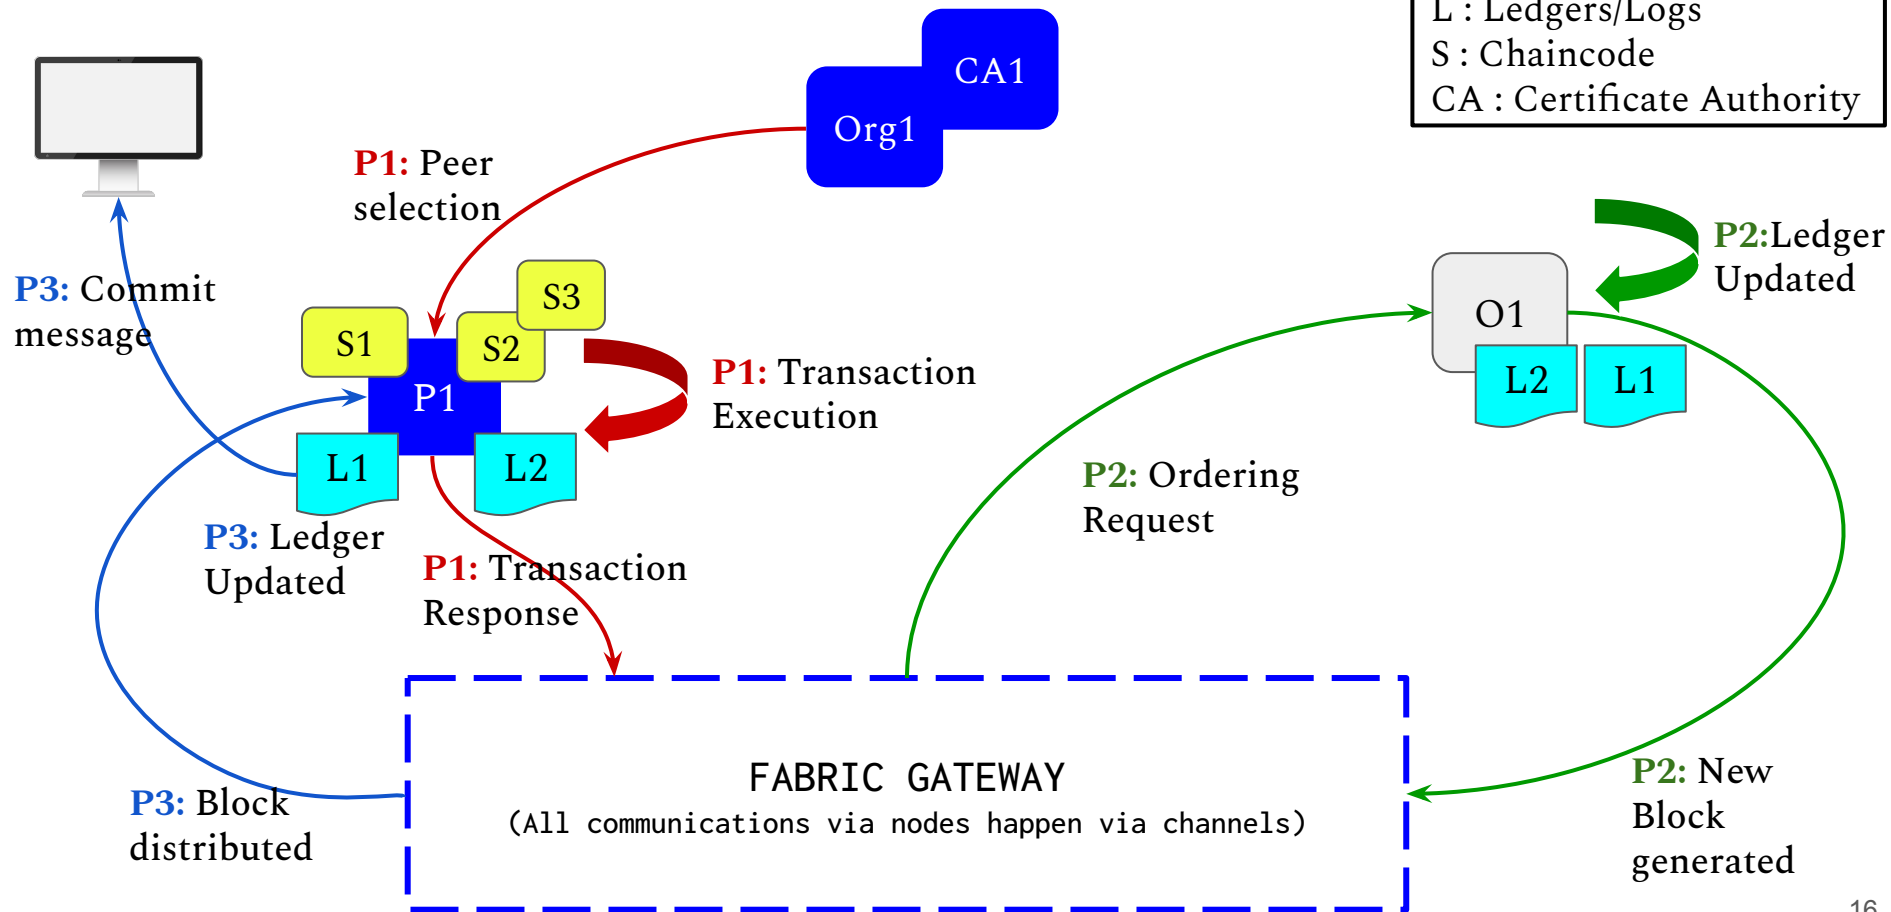 L : Ledgers/Logs
S : Chaincode
CA : Certificate Authority
CA1
Org1
P1: Peer
selection
P3: Commit
message
S1
S2
S3
P1
L1
L2
P1: Transaction
Execution
P3: Ledger
Updated
P1: Transaction
Response
P2:Ledger
Updated
O1
L2
L1
P2: Ordering
Request
FABRIC GATEWAY
(All communications via nodes happen via channels)
P3: Block
distributed
P2: New
Block
generated
16